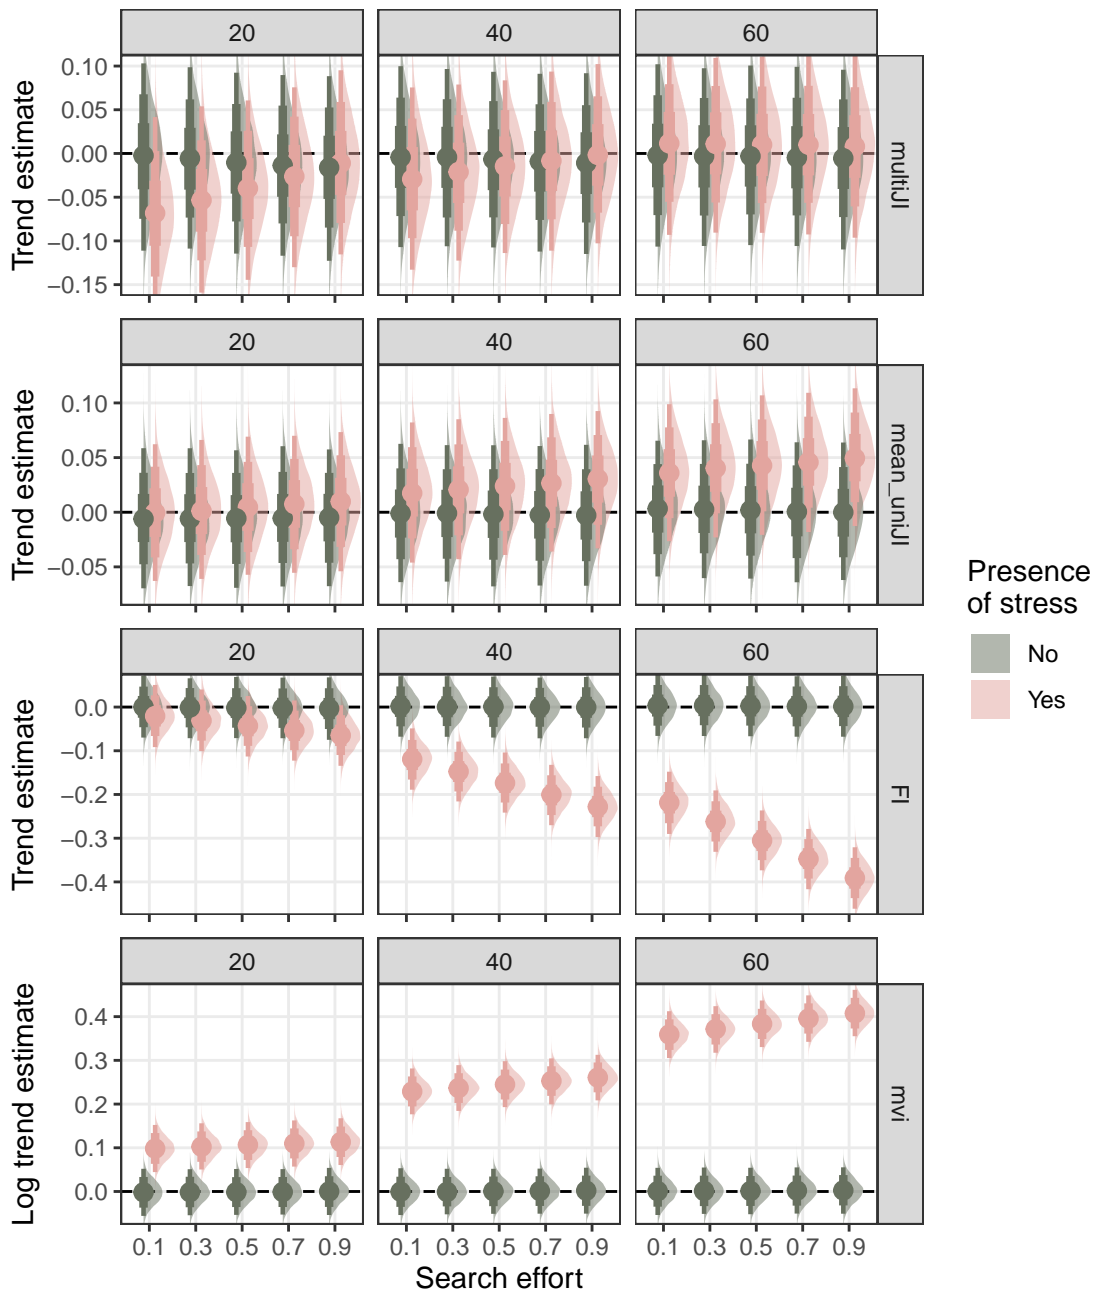 20 40 60
Trend estimate
0.10
0.05
0.00
−0.05
−0.10
−0.15
multiJI
20 40 60
Trend estimate
0.10
0.05
0.00
−0.05
mean_uniJI
20 40 60
Trend estimate
0.0
−0.1
−0.2
−0.3
−0.4
FI
20 40 60
Log trend estimate
0.4
0.3
0.2
0.1
0.0
mvi
0.1 0.3 0.5 0.7 0.9 0.1 0.3 0.5 0.7 0.9 0.1 0.3 0.5 0.7 0.9
Search effort
Presence
of stress
No
Yes